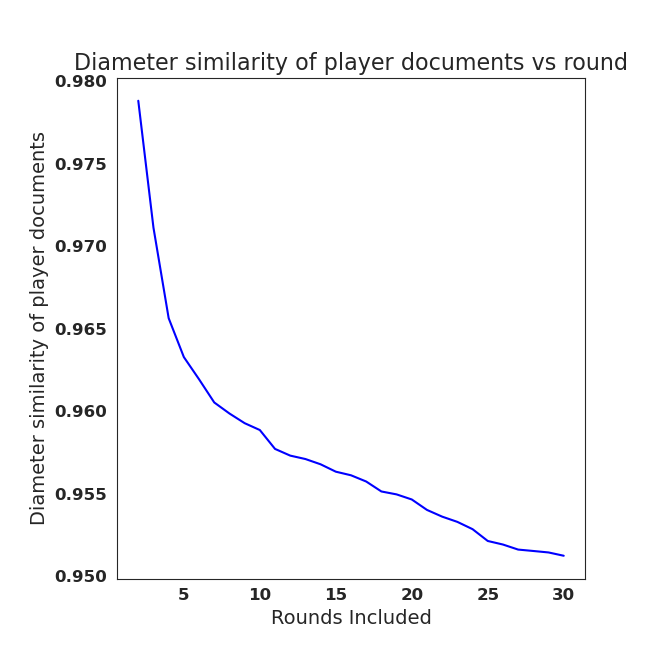 Diameter similarity of player documents vs round
0.980
0.975
0.970
0.965
0.960
0.955
0.950
Diameter similarity of player documents
5 10 15 20 25 30
Rounds Included